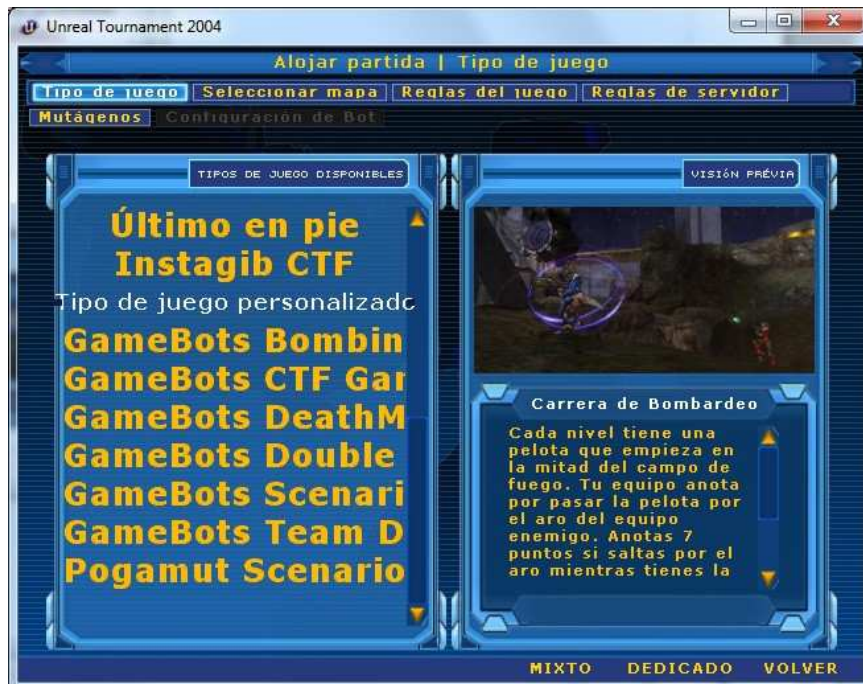 Unreal Tournament 2004
Alojar partida | Tipo de juego
Tipo de juego Seleccionar mapa Reglas del juego Reglas de servidor
Mutágenos Configuración de Bot
TIPOS DE JUEGO DISPONIBLES
Último en pie
Instagib CTF
Tipo de juego personalizado
GameBots Bombin
GameBots CTF Gar
GameBots DeathM
GameBots Double
GameBots Scenari
GameBots Team D
Pogamut Scenario
VISIÓN PRÉVIA
Carrera de Bombardeo
Cada nivel tiene una
pelota que empieza en
la mitad del campo de
fuego. Tu equipo anota
por pasar la pelota por
el aro del equipo
enemigo. Anotas 7
puntos si saltas por el
aro mientras tienes la
MIXTO DEDICADO VOLVER